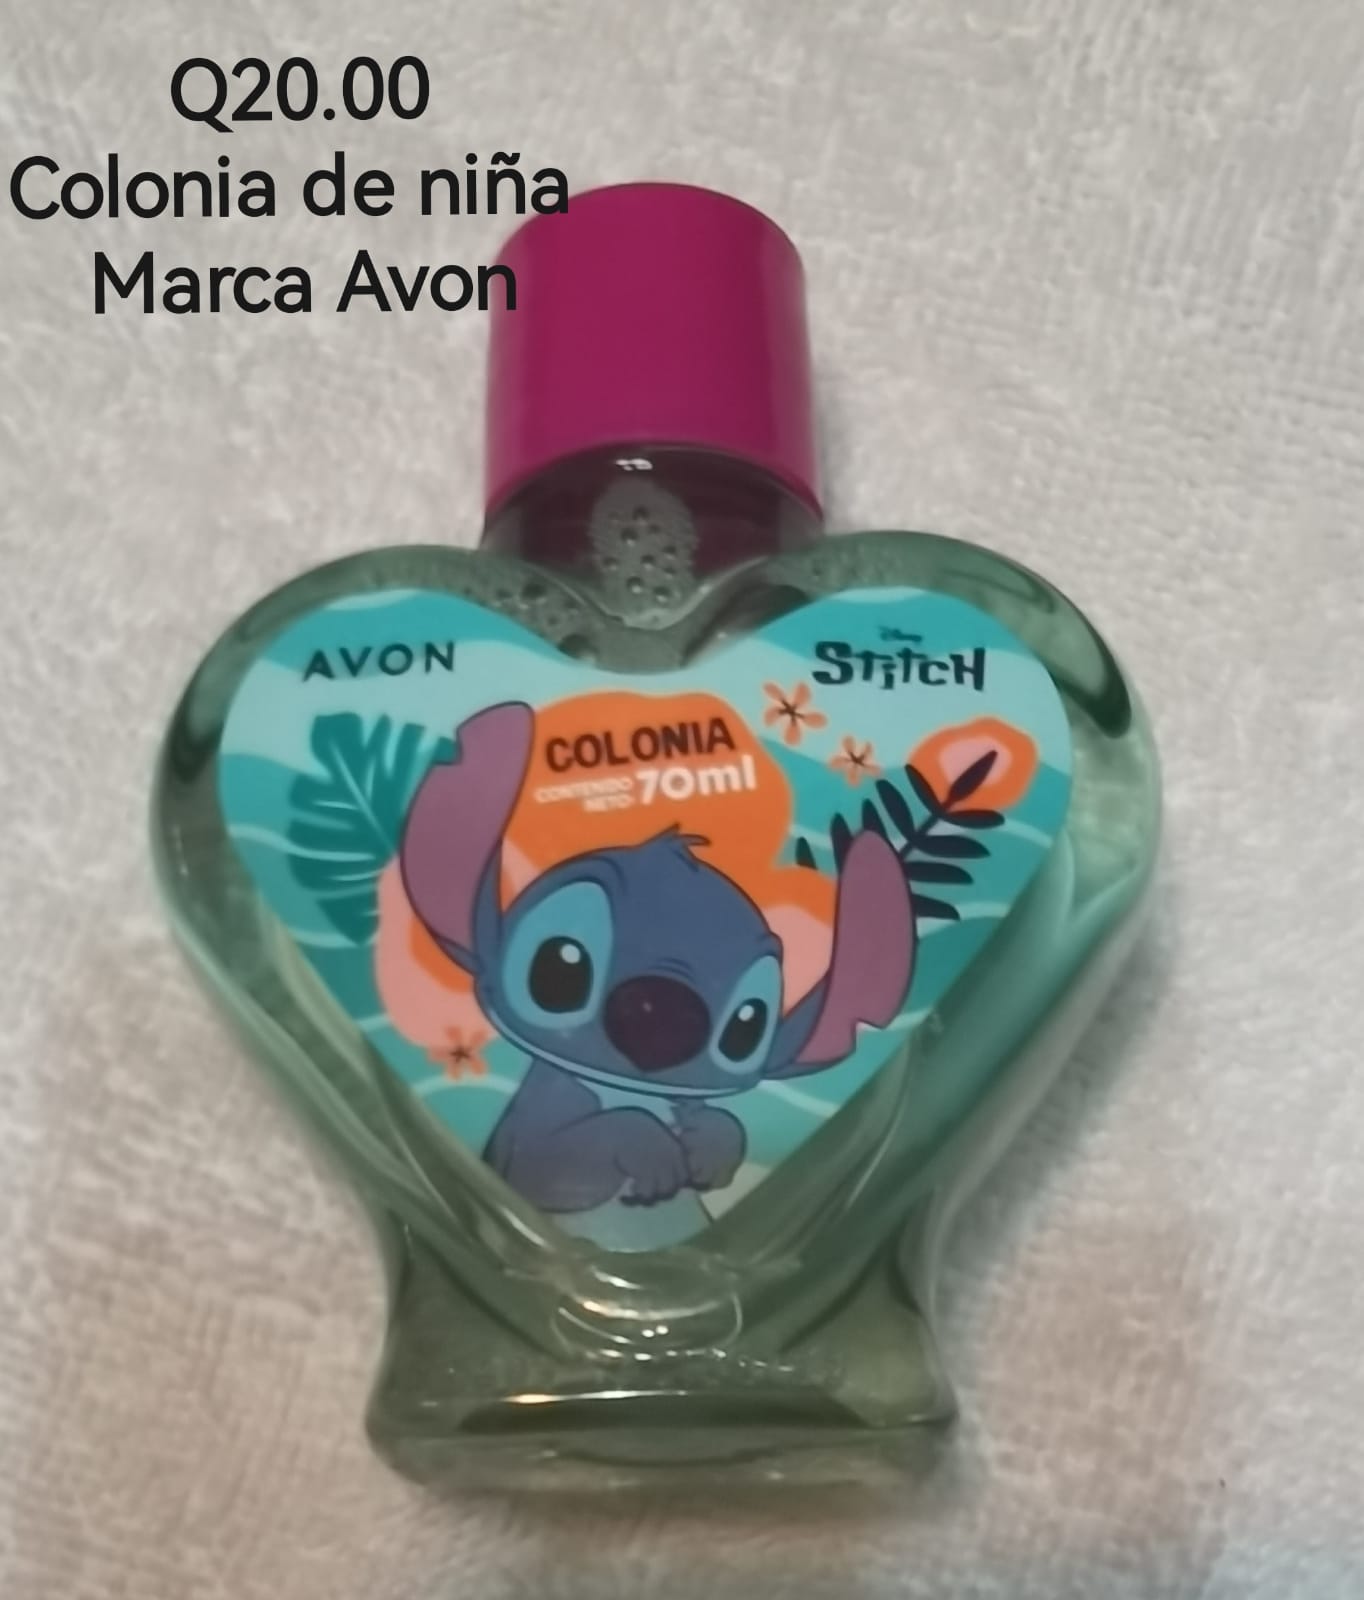 Q20.00
Colonia de niña
Marca Avon
AVON
Disney
STITCH
COLONIA
CONTENIDO
NETO: 70ml